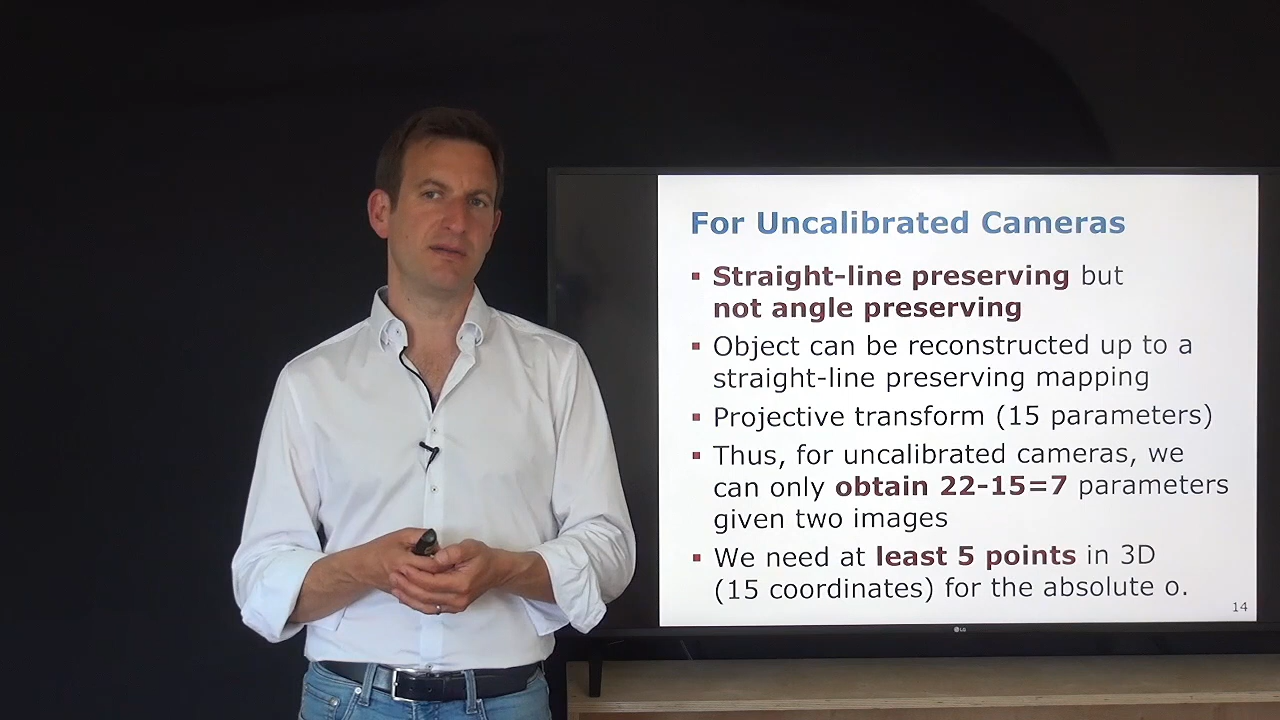 For Uncalibrated Cameras
▪ Straight-line preserving but
not angle preserving
▪ Object can be reconstructed up to a
straight-line preserving mapping
▪ Projective transform (15 parameters)
▪ Thus, for uncalibrated cameras, we
can only obtain 22-15=7 parameters
given two images
▪ We need at least 5 points in 3D
(15 coordinates) for the absolute o.
14
LG